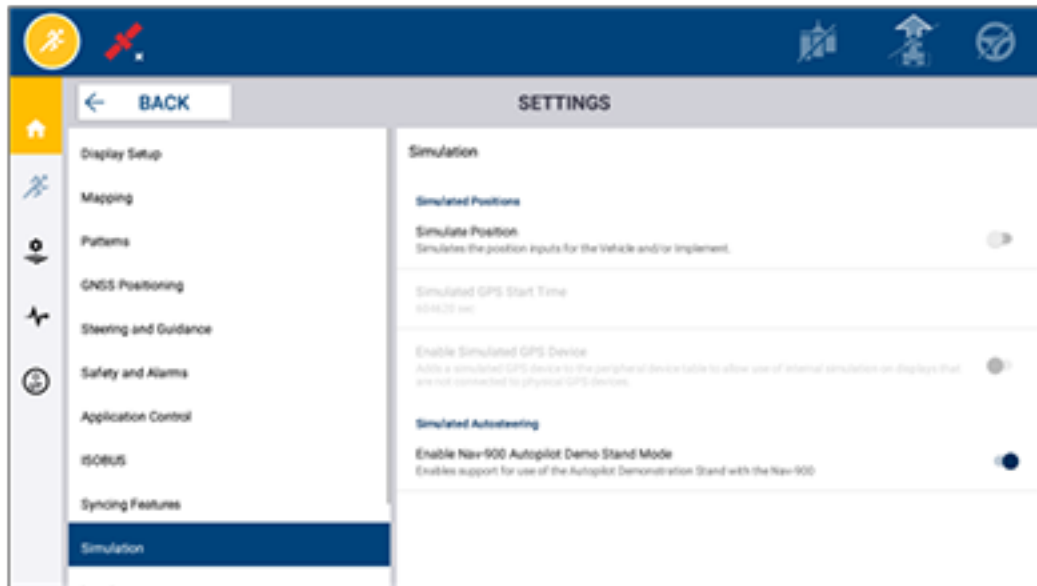 BACK
SETTINGS
Display Setup
Mapping
Patterns
GNSS Positioning
Steering and Guidance
Safety and Alarms
Application Control
ISOBUS
Syncing Features
Simulation
Simulation
Simulated Positions
Simulate Position
Simulates the position inputs for the Vehicle and/or Implement.
Simulated GPS Start Time
604620 sec
Enable Simulated GPS Device
Adds a simulated GPS device to the peripheral device table to allow use of internal simulation on displays that
are not connected to physical GPS devices.
Simulated Autosteering
Enable Nav-900 Autopilot Demo Stand Mode
Enables support for use of the Autopilot Demonstration Stand with the Nav-900